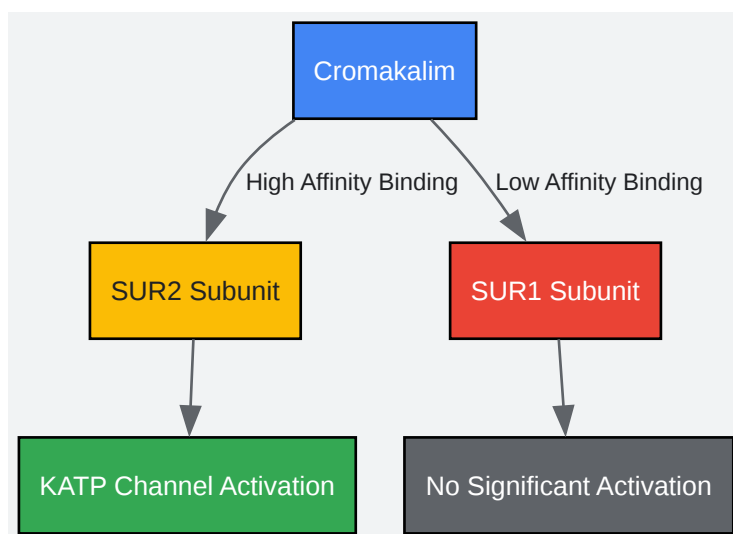 Cromakalim
High Affinity Binding
Low Affinity Binding
SUR2 Subunit
SUR1 Subunit
KATP Channel Activation
No Significant Activation